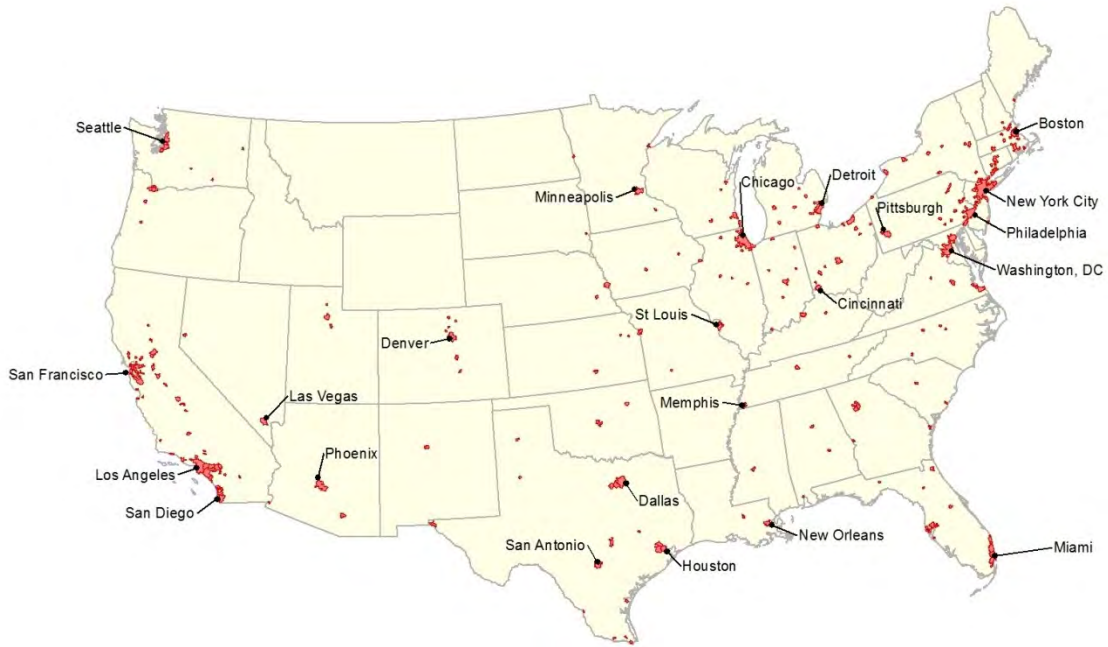 Seattle
Boston
Chicago
Detroit
Minneapolis
New York City
Pittsburgh
Philadelphia
Washington, DC
Cincinnati
St Louis
Denver
San Francisco
Las Vegas
Memphis
Phoenix
Los Angeles
Dallas
San Diego
New Orleans
San Antonio
Miami
Houston